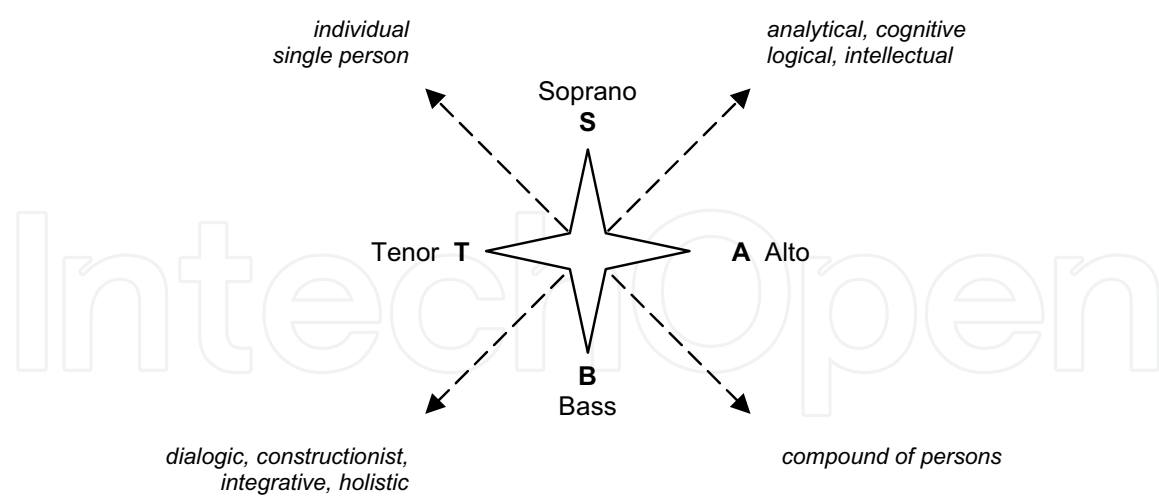 individual
single person
analytical, cognitive
logical, intellectual
Soprano
S
Tenor T
A Alto
IntechOpen
B
Bass
dialogic, constructionist,
integrative, holistic
compound of persons